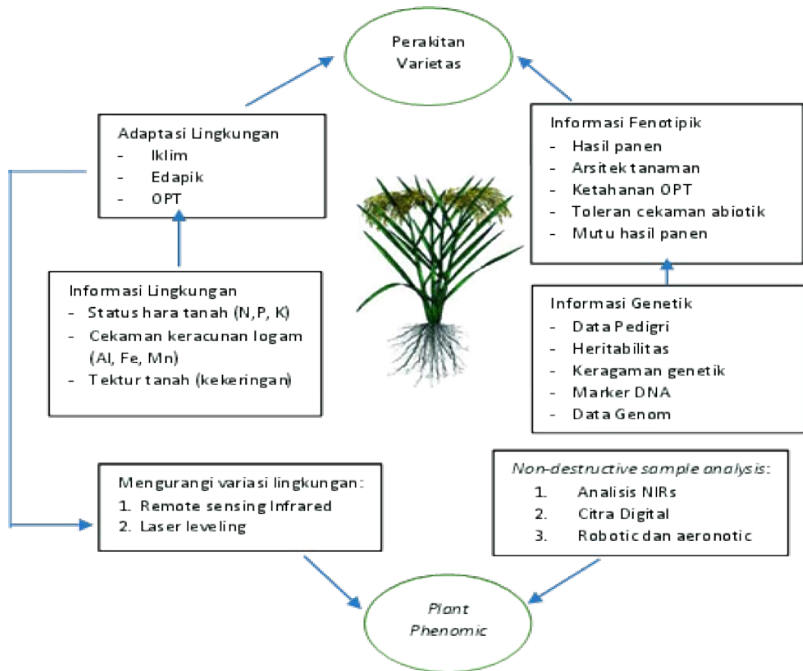 Perakitan
Varietas
Adaptasi Lingkungan
- Iklim
- Edapik
- OPT
Informasi Fenotipik
- Hasil panen
- Arsitek tanaman
- Ketahanan OPT
- Toleran cekaman abiotik
- Mutu hasil panen
Informasi Lingkungan
- Status hara tanah (N,P, K)
- Cekaman keracunan logam
(Al, Fe, Mn)
- Tektur tanah (kekeringan)
Informasi Genetik
- Data Pedigri
- Heritabilitas
- Keragaman genetik
- Marker DNA
- Data Genom
Mengurangi variasi lingkungan:
1. Remote sensing Infrared
2. Laser leveling
Non-destructive sample analysis:
1. Analisis NIRs
2. Citra Digital
3. Robotic dan aeronotic
Plant
Phenomic